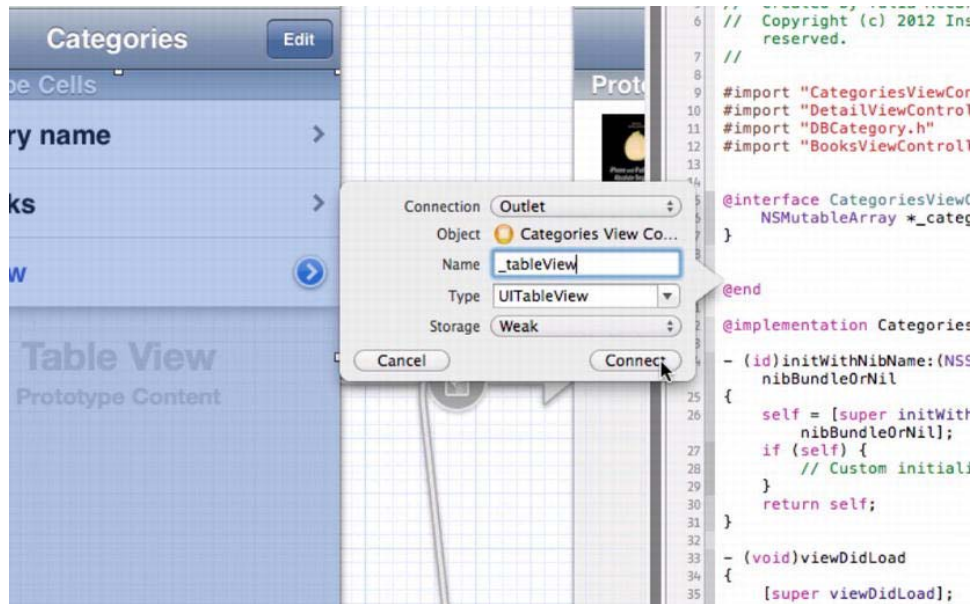 Categories
Edit
pe Cells
ry name
ks
w
Table View
Prototype Content
Proto
Connection Outlet
Object Categories View Co...
Name _tableView
Type UITableView
Storage Weak
Cancel Connect
6 // Copyright (c) 2012 Ins
reserved.
7 //
8
9 #import "CategoriesViewCon
10 #import "DetailViewControl
11 #import "DBCategory.h"
12 #import "BooksViewControll
13
@interface CategoriesViewC
NSMutableArray *_categ
}
@end
@implementation Categories
- (id)initWithNibName:(NSS
nibBundleOrNil
25 {
26 self = [super initWith
nibBundleOrNil];
27 if (self) {
28 // Custom initiali
29 }
30 return self;
31 }
32
33 - (void)viewDidLoad
34 {
35 [super viewDidLoad];